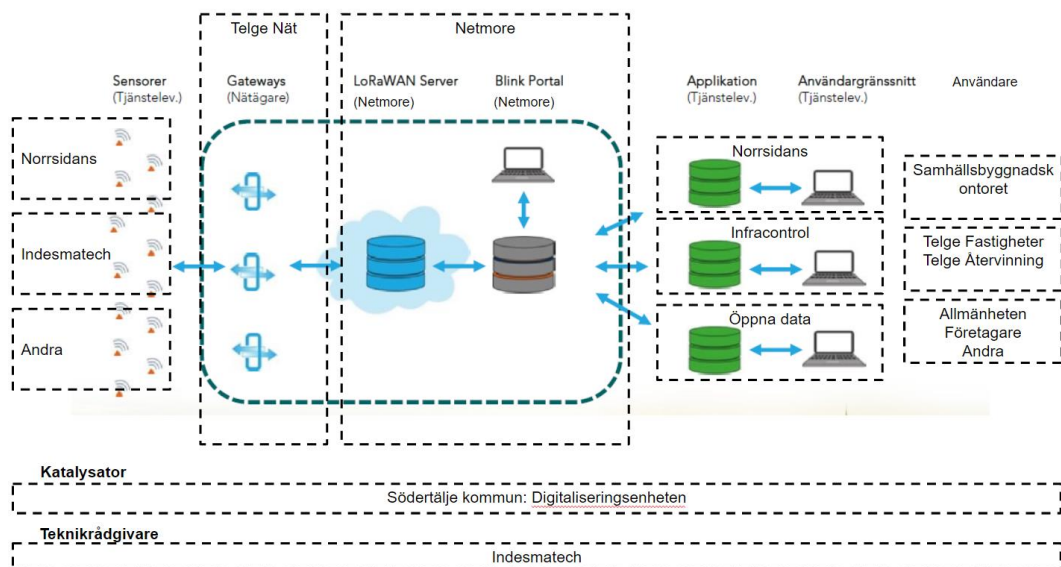 Telge Nät
Netmore
Sensorer
(Tjänstelev.)
Gateways
(Nätägare)
LoRaWAN Server
(Netmore)
Blink Portal
(Netmore)
Applikation
(Tjänstelev.)
Användargränssnitt
(Tjänstelev.)
Användare
Norrsidans
Indesmatech
Andra
Norrsidans
Infracontrol
Öppna data
Samhällsbyggnadsk
ontoret
Telge Fastigheter
Telge Återvinning
Allmänheten
Företagare
Andra
Katalysator
Södertälje kommun: Digitaliseringsenheten
Teknikrådgivare
Indesmatech